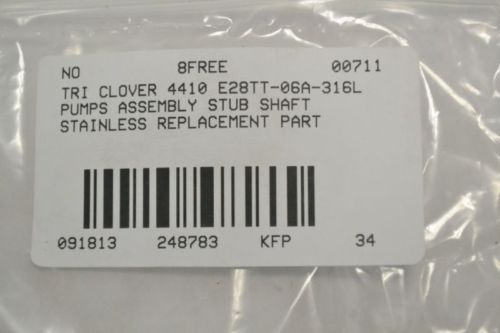 NO 8FREE 00711
TRI CLOVER 4410 E28TT-06A-316L
PUMPS ASSEMBLY STUB SHAFT
STAINLESS REPLACEMENT PART
091813 248783 KFP 34